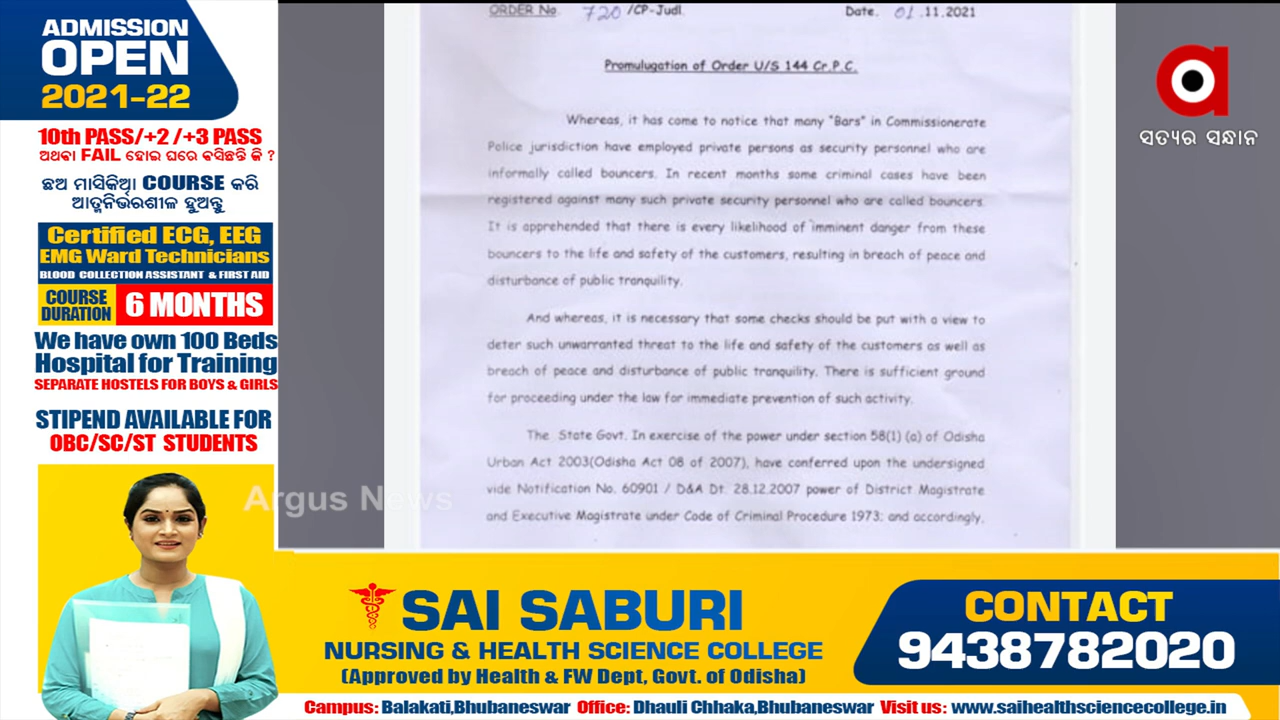 ADMISSION
OPEN
2021-22
10th PASS/+2 /+3 PASS
ଅଥବା FAIL ହୋଇ ଘରେ ବସିଛନ୍ତି କି ?
ଛଅ ମାସିକିଆ COURSE କରି
ଆତ୍ମନିର୍ଭରଶୀଳ ହୁଅନ୍ତୁ
Certified ECG, EEG
EMG Ward Technicians
BLOOD COLLECTION ASSISTANT & FIRST AID
COURSE
DURATION
6 MONTHS
We have own 100 Beds
Hospital for Training
SEPARATE HOSTELS FOR BOYS & GIRLS
STIPEND AVAILABLE FOR
OBC/SC/ST STUDENTS
ORDER No. 720 /CP-Judl. Date. 01.11.2021
Promulugation of Order U/S 144 Cr.P.C.
Whereas, it has come to notice that many "Bars" in Commissionerate
Police jurisdiction have employed private persons as security personnel who are
informally called bouncers. In recent months some criminal cases have been
registered against many such private security personnel who are called bouncers.
It is apprehended that there is every likelihood of imminent danger from these
bouncers to the life and safety of the customers, resulting in breach of peace and
disturbance of public tranquility.
And whereas, it is necessary that some checks should be put with a view to
deter such unwarranted threat to the life and safety of the customers as well as
breach of peace and disturbance of public tranquility. There is sufficient ground
for proceeding under the law for immediate prevention of such activity.
The State Govt. In exercise of the power under section 58(1) (a) of Odisha
Urban Act 2003(Odisha Act 08 of 2007), have conferred upon the undersigned
vide Notification No. 60901 / D&A Dt. 28.12.2007 power of District Magistrate
and Executive Magistrate under Code of Criminal Procedure 1973; and accordingly,
Argus News
a
ସତ୍ୟର ସନ୍ଧାନ
SAI SABURI
NURSING & HEALTH SCIENCE COLLEGE
(Approved by Health & FW Dept, Govt. of Odisha)
CONTACT
9438782020
Campus: Balakati,Bhubaneswar Office: Dhauli Chhaka,Bhubaneswar Visit us: www.saihealthsciencecollege.in